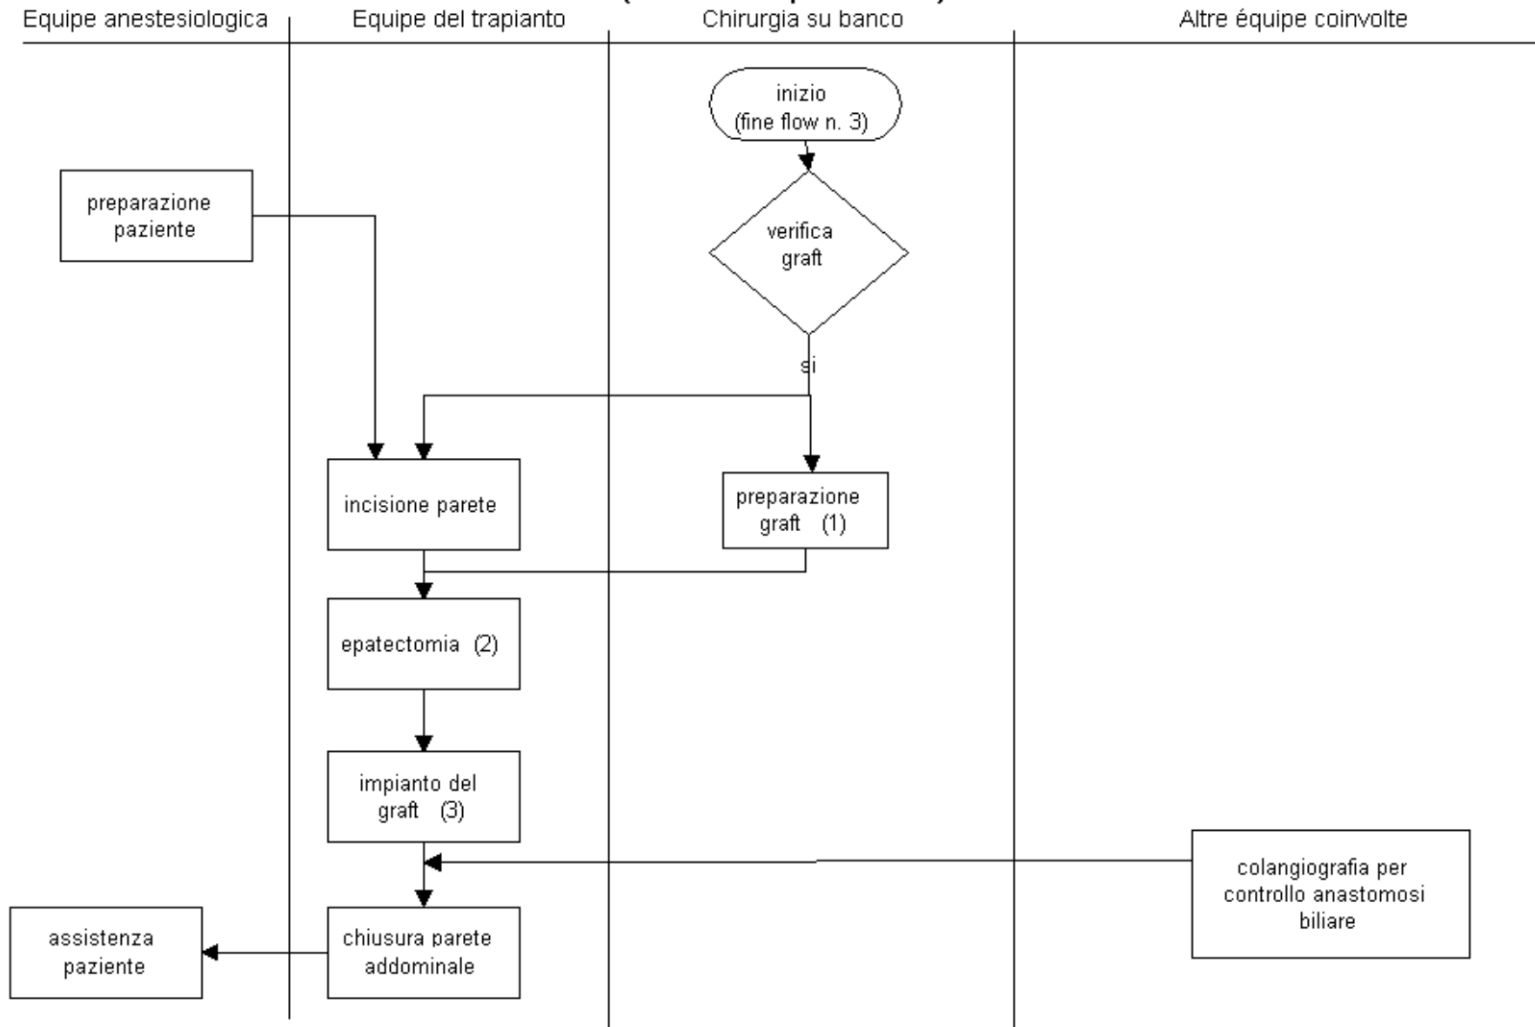 Equipe anestesiologica
Equipe del trapianto
Chirurgia su banco
Altre équipe coinvolte
inizio
(fine flow n. 3)
preparazione
paziente
verifica
graft
si
incisione parete
preparazione
graft (1)
epatectomia (2)
impianto del
graft (3)
colangiografia per
controllo anastomosi
biliare
assistenza
paziente
chiusura parete
addominale